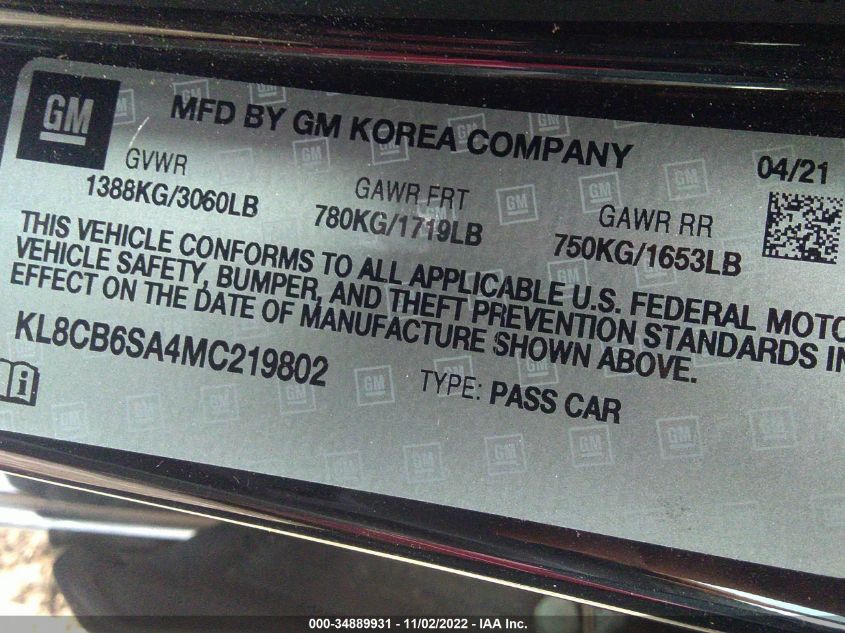 GM
MFD BY GM KOREA COMPANY
04/21
GVWR
1388KG/3060LB
GAWR FRT
780KG/1719LB
GAWR RR
750KG/1653LB
THIS VEHICLE CONFORMS TO ALL APPLICABLE U.S. FEDERAL MOTO
VEHICLE SAFETY, BUMPER, AND THEFT PREVENTION STANDARDS IN
EFFECT ON THE DATE OF MANUFACTURE SHOWN ABOVE.
KL8CB6SA4MC219802
TYPE: PASS CAR
000-34889931 - 11/02/2022 - IAA Inc.